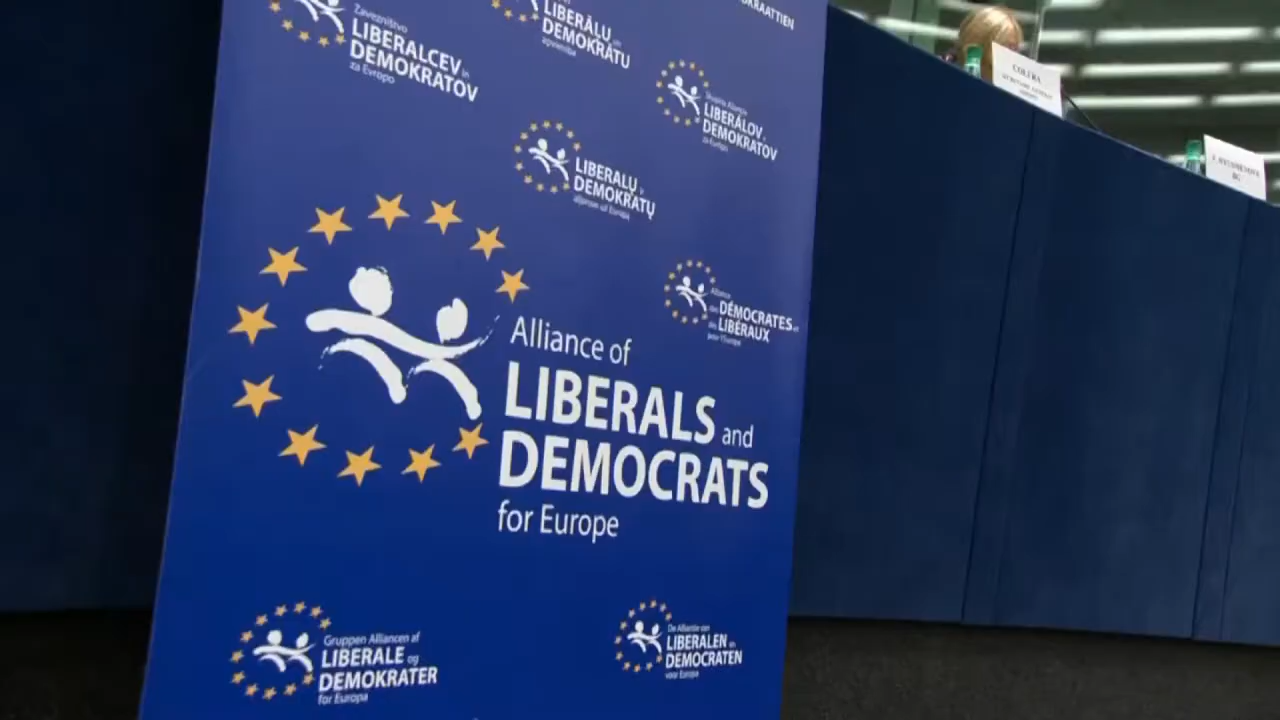 Zavezništvo
LIBERALCEV in
DEMOKRATOV
za Evropo
LIBERĀĻU un
DEMOKRĀTU
apvienība
LIBERÁLOV a
DEMOKRATOV
za Európu
LIBERALŲ ir
DEMOKRATŲ
aljansas už Europą
Alliance
des DÉMOCRATES et
des LIBÉRAUX
pour l'Europe
Alliance of
LIBERALS and
DEMOCRATS
for Europe
Gruppen Alliancen af
LIBERALE og
DEMOKRATER
for Europa
De Alliantie van
LIBERALEN en
DEMOCRATEN
voor Europa